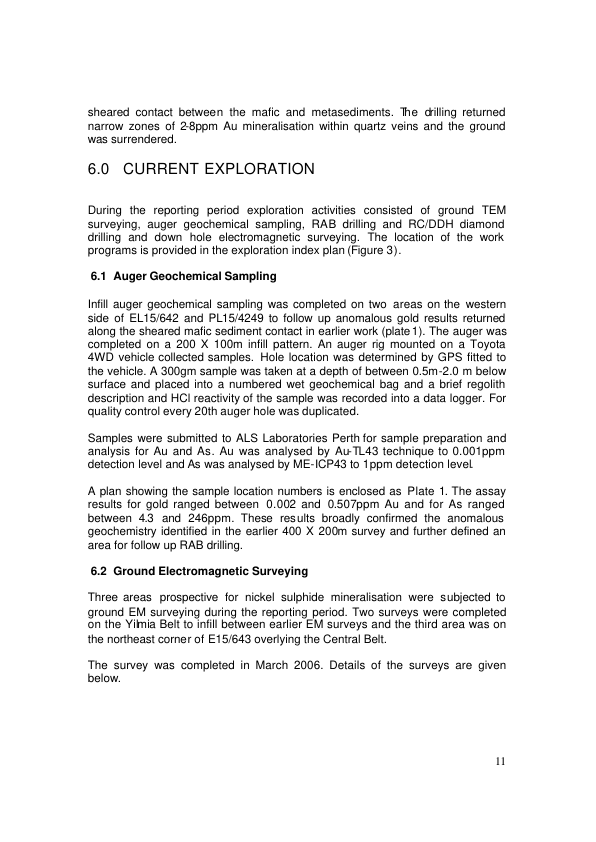 sheared contact between the mafic and metasediments. The drilling returned
narrow zones of 2-8ppm Au mineralisation within quartz veins and the ground
was surrendered.
6.0 CURRENT EXPLORATION
During the reporting period exploration activities consisted of ground TEM
surveying, auger geochemical sampling, RAB drilling and RC/DDH diamond
drilling and down hole electromagnetic surveying. The location of the work
programs is provided in the exploration index plan (Figure 3).
6.1 Auger Geochemical Sampling
Infill auger geochemical sampling was completed on two areas on the western
side of EL15/642 and PL15/4249 to follow up anomalous gold results returned
along the sheared mafic sediment contact in earlier work (plate 1). The auger was
completed on a 200 X 100m infill pattern. An auger rig mounted on a Toyota
4WD vehicle collected samples. Hole location was determined by GPS fitted to
the vehicle. A 300gm sample was taken at a depth of between 0.5m-2.0 m below
surface and placed into a numbered wet geochemical bag and a brief regolith
description and HCl reactivity of the sample was recorded into a data logger. For
quality control every 20th auger hole was duplicated.
Samples were submitted to ALS Laboratories Perth for sample preparation and
analysis for Au and As. Au was analysed by Au-TL43 technique to 0.001ppm
detection level and As was analysed by ME-ICP43 to 1ppm detection level.
A plan showing the sample location numbers is enclosed as Plate 1. The assay
results for gold ranged between 0.002 and 0.507ppm Au and for As ranged
between 4.3 and 246ppm. These results broadly confirmed the anomalous
geochemistry identified in the earlier 400 X 200m survey and further defined an
area for follow up RAB drilling.
6.2 Ground Electromagnetic Surveying
Three areas prospective for nickel sulphide mineralisation were subjected to
ground EM surveying during the reporting period. Two surveys were completed
on the Yilmia Belt to infill between earlier EM surveys and the third area was on
the northeast corner of E15/643 overlying the Central Belt.
The survey was completed in March 2006. Details of the surveys are given
below.
11